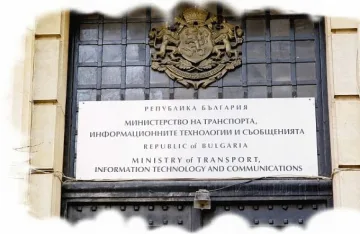 РЕПУБЛИКА БЪЛГАРИЯ
МИНИСТЕРСТВО НА ТРАНСПОРТА,
ИНФОРМАЦИОННИТЕ ТЕХНОЛОГИИ И СЪОБЩЕНИЯТА
REPUBLIC OF BULGARIA
MINISTRY OF TRANSPORT,
INFORMATION TECHNOLOGY AND COMMUNICATIONS